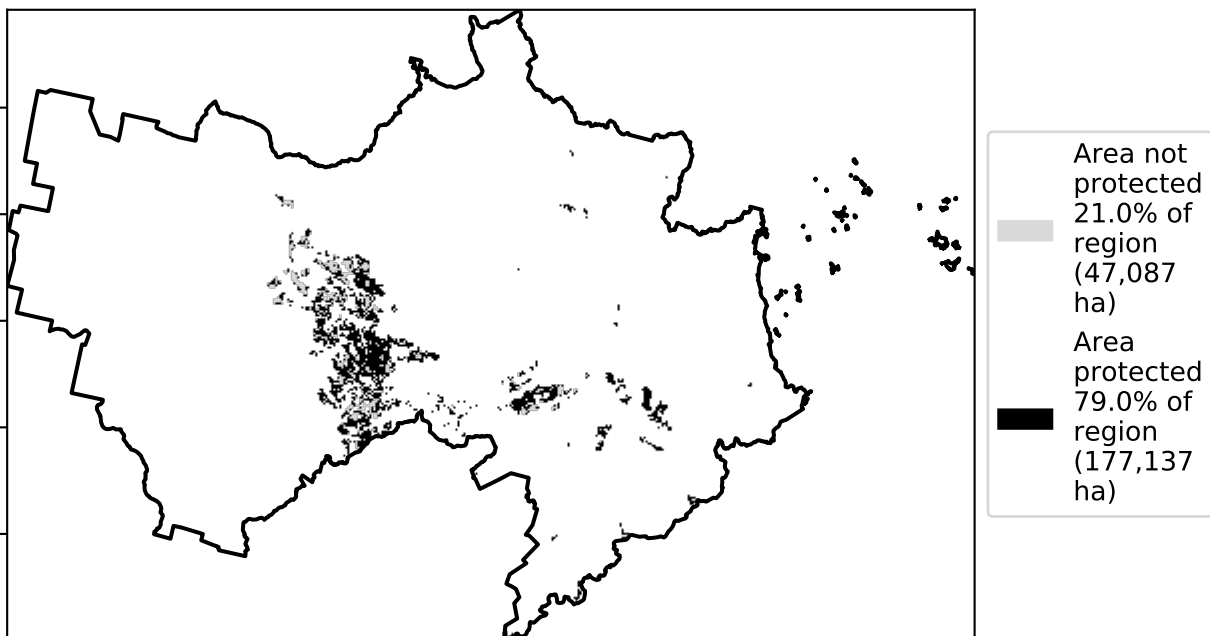 Area not
protected
21.0% of
region
(47,087
ha)
Area
protected
79.0% of
region
(177,137
ha)